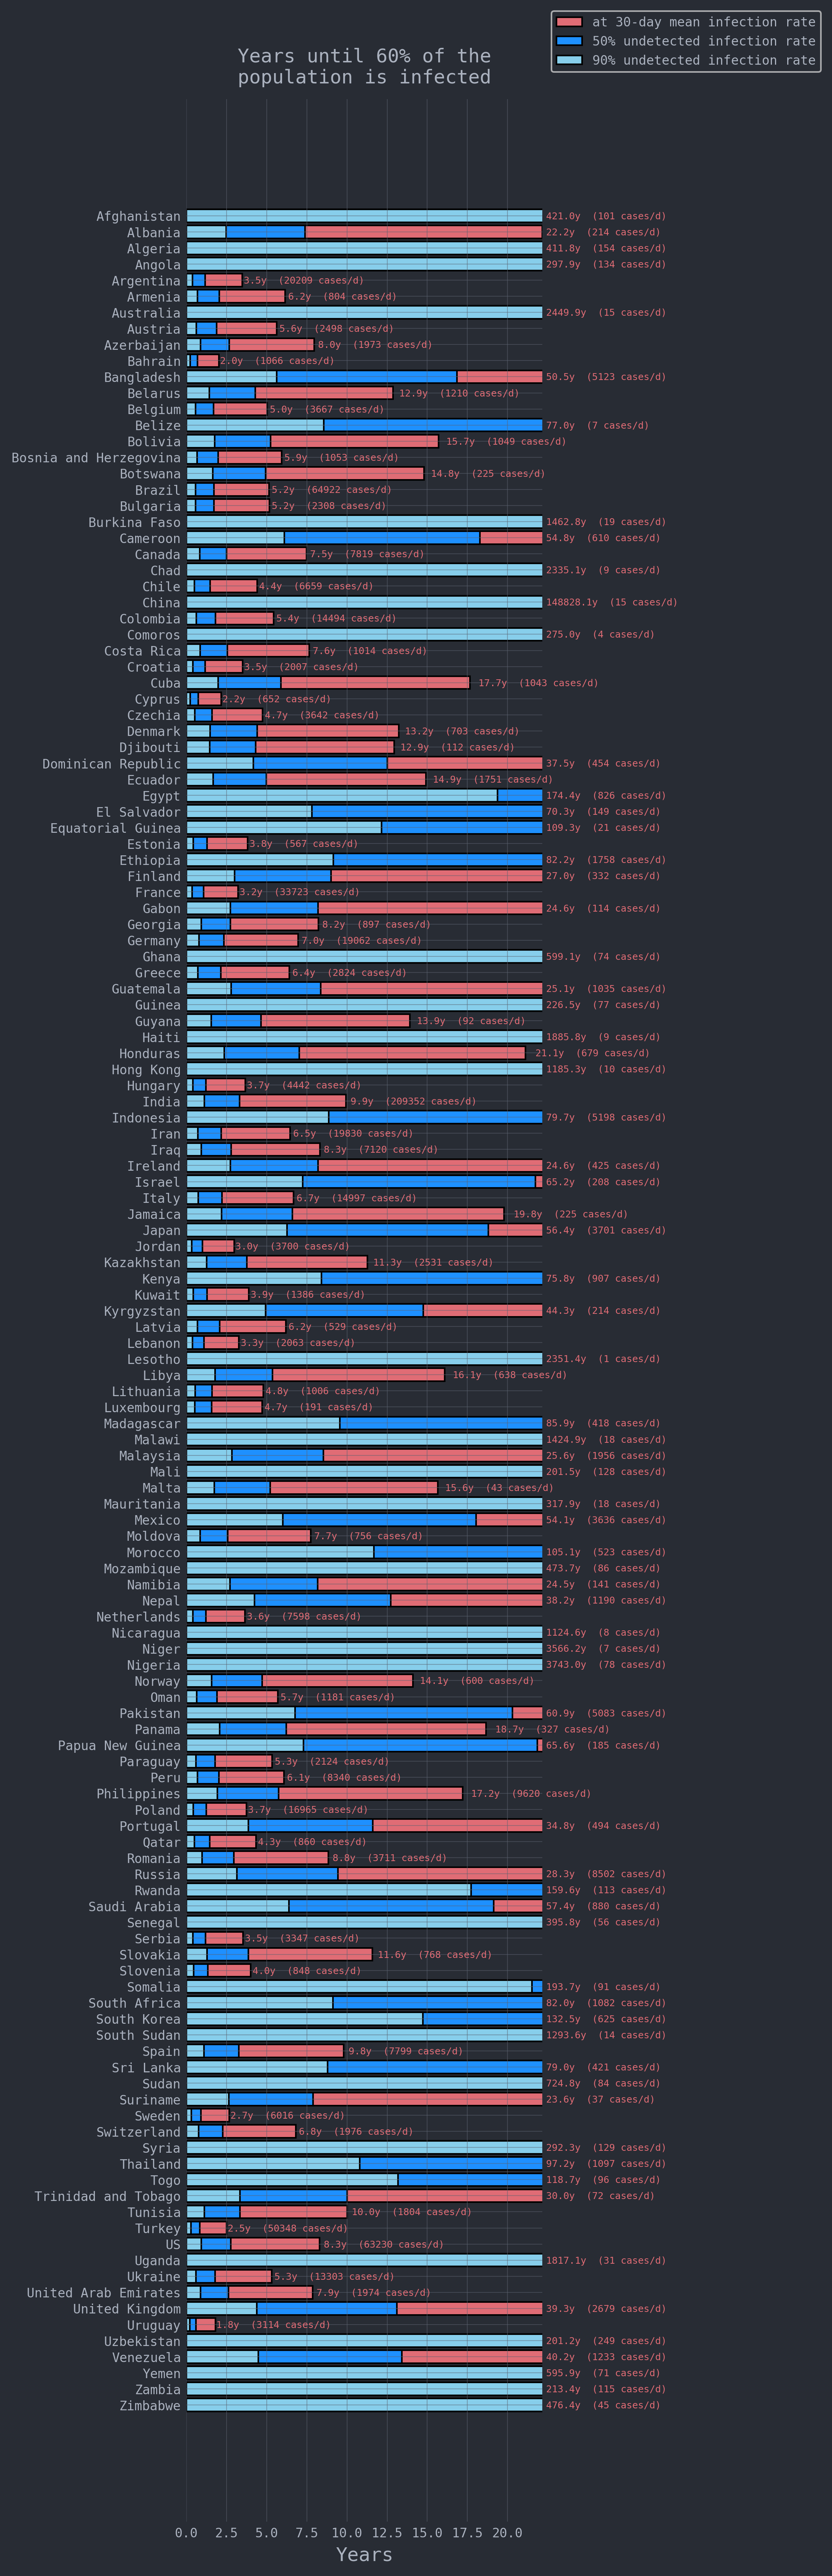 at 30-day mean infection rate
50% undetected infection rate
90% undetected infection rate
Years until 60% of the
population is infected
Afghanistan 421.0y (101 cases/d)
Albania 22.2y (214 cases/d)
Algeria 411.8y (154 cases/d)
Angola 297.9y (134 cases/d)
Argentina 3.5y (20209 cases/d)
Armenia 6.2y (804 cases/d)
Australia 2449.9y (15 cases/d)
Austria 5.6y (2498 cases/d)
Azerbaijan 8.0y (1973 cases/d)
Bahrain 2.0y (1066 cases/d)
Bangladesh 50.5y (5123 cases/d)
Belarus 12.9y (1210 cases/d)
Belgium 5.0y (3667 cases/d)
Belize 77.0y (7 cases/d)
Bolivia 15.7y (1049 cases/d)
Bosnia and Herzegovina 5.9y (1053 cases/d)
Botswana 14.8y (225 cases/d)
Brazil 5.2y (64922 cases/d)
Bulgaria 5.2y (2308 cases/d)
Burkina Faso 1462.8y (19 cases/d)
Cameroon 54.8y (610 cases/d)
Canada 7.5y (7819 cases/d)
Chad 2335.1y (9 cases/d)
Chile 4.4y (6659 cases/d)
China 148828.1y (15 cases/d)
Colombia 5.4y (14494 cases/d)
Comoros 275.0y (4 cases/d)
Costa Rica 7.6y (1014 cases/d)
Croatia 3.5y (2007 cases/d)
Cuba 17.7y (1043 cases/d)
Cyprus 2.2y (652 cases/d)
Czechia 4.7y (3642 cases/d)
Denmark 13.2y (703 cases/d)
Djibouti 12.9y (112 cases/d)
Dominican Republic 37.5y (454 cases/d)
Ecuador 14.9y (1751 cases/d)
Egypt 174.4y (826 cases/d)
El Salvador 70.3y (149 cases/d)
Equatorial Guinea 109.3y (21 cases/d)
Estonia 3.8y (567 cases/d)
Ethiopia 82.2y (1758 cases/d)
Finland 27.0y (332 cases/d)
France 3.2y (33723 cases/d)
Gabon 24.6y (114 cases/d)
Georgia 8.2y (897 cases/d)
Germany 7.0y (19062 cases/d)
Ghana 599.1y (74 cases/d)
Greece 6.4y (2824 cases/d)
Guatemala 25.1y (1035 cases/d)
Guinea 226.5y (77 cases/d)
Guyana 13.9y (92 cases/d)
Haiti 1885.8y (9 cases/d)
Honduras 21.1y (679 cases/d)
Hong Kong 1185.3y (10 cases/d)
Hungary 3.7y (4442 cases/d)
India 9.9y (209352 cases/d)
Indonesia 79.7y (5198 cases/d)
Iran 6.5y (19830 cases/d)
Iraq 8.3y (7120 cases/d)
Ireland 24.6y (425 cases/d)
Israel 65.2y (208 cases/d)
Italy 6.7y (14997 cases/d)
Jamaica 19.8y (225 cases/d)
Japan 56.4y (3701 cases/d)
Jordan 3.0y (3700 cases/d)
Kazakhstan 11.3y (2531 cases/d)
Kenya 75.8y (907 cases/d)
Kuwait 3.9y (1386 cases/d)
Kyrgyzstan 44.3y (214 cases/d)
Latvia 6.2y (529 cases/d)
Lebanon 3.3y (2063 cases/d)
Lesotho 2351.4y (1 cases/d)
Libya 16.1y (638 cases/d)
Lithuania 4.8y (1006 cases/d)
Luxembourg 4.7y (191 cases/d)
Madagascar 85.9y (418 cases/d)
Malawi 1424.9y (18 cases/d)
Malaysia 25.6y (1956 cases/d)
Mali 201.5y (128 cases/d)
Malta 15.6y (43 cases/d)
Mauritania 317.9y (18 cases/d)
Mexico 54.1y (3636 cases/d)
Moldova 7.7y (756 cases/d)
Morocco 105.1y (523 cases/d)
Mozambique 473.7y (86 cases/d)
Namibia 24.5y (141 cases/d)
Nepal 38.2y (1190 cases/d)
Netherlands 3.6y (7598 cases/d)
Nicaragua 1124.6y (8 cases/d)
Niger 3566.2y (7 cases/d)
Nigeria 3743.0y (78 cases/d)
Norway 14.1y (600 cases/d)
Oman 5.7y (1181 cases/d)
Pakistan 60.9y (5083 cases/d)
Panama 18.7y (327 cases/d)
Papua New Guinea 65.6y (185 cases/d)
Paraguay 5.3y (2124 cases/d)
Peru 6.1y (8340 cases/d)
Philippines 17.2y (9620 cases/d)
Poland 3.7y (16965 cases/d)
Portugal 34.8y (494 cases/d)
Qatar 4.3y (860 cases/d)
Romania 8.8y (3711 cases/d)
Russia 28.3y (8502 cases/d)
Rwanda 159.6y (113 cases/d)
Saudi Arabia 57.4y (880 cases/d)
Senegal 395.8y (56 cases/d)
Serbia 3.5y (3347 cases/d)
Slovakia 11.6y (768 cases/d)
Slovenia 4.0y (848 cases/d)
Somalia 193.7y (91 cases/d)
South Africa 82.0y (1082 cases/d)
South Korea 132.5y (625 cases/d)
South Sudan 1293.6y (14 cases/d)
Spain 9.8y (7799 cases/d)
Sri Lanka 79.0y (421 cases/d)
Sudan 724.8y (84 cases/d)
Suriname 23.6y (37 cases/d)
Sweden 2.7y (6016 cases/d)
Switzerland 6.8y (1976 cases/d)
Syria 292.3y (129 cases/d)
Thailand 97.2y (1097 cases/d)
Togo 118.7y (96 cases/d)
Trinidad and Tobago 30.0y (72 cases/d)
Tunisia 10.0y (1804 cases/d)
Turkey 2.5y (50348 cases/d)
US 8.3y (63230 cases/d)
Uganda 1817.1y (31 cases/d)
Ukraine 5.3y (13303 cases/d)
United Arab Emirates 7.9y (1974 cases/d)
United Kingdom 39.3y (2679 cases/d)
Uruguay 1.8y (3114 cases/d)
Uzbekistan 201.2y (249 cases/d)
Venezuela 40.2y (1233 cases/d)
Yemen 595.9y (71 cases/d)
Zambia 213.4y (115 cases/d)
Zimbabwe 476.4y (45 cases/d)
0.0 2.5 5.0 7.5 10.0 12.5 15.0 17.5 20.0
Years